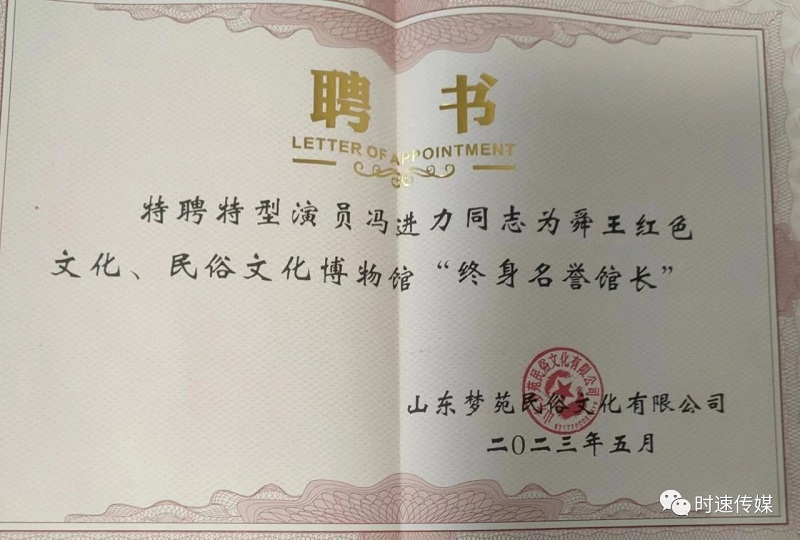 聘 书
LETTER OF APPOINTMENT
特聘特型演员冯进力同志为舜王红色
文化、民俗文化博物馆“终身名誉馆长”
山东梦苑民俗文化有限公司
二〇二三年五月
时速传媒